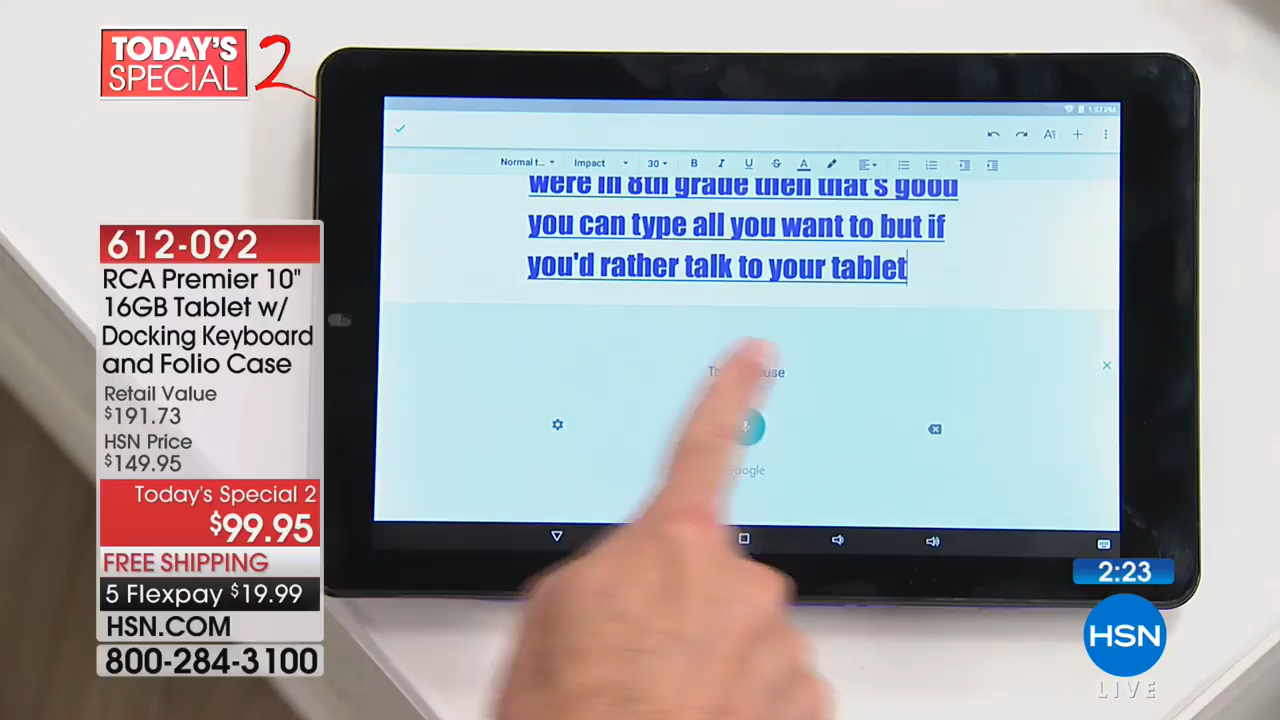 TODAY'S
SPECIAL 2
612-092
RCA Premier 10"
16GB Tablet w/
Docking Keyboard
and Folio Case
Retail Value
$191.73
HSN Price
$149.95
Today's Special 2
$99.95
FREE SHIPPING
5 Flexpay $19.99
HSN.COM
800-284-3100
1:37 PM
Normal t... Impact 30 B I U S A
were in 8th grade then that's good
you can type all you want to but if
you'd rather talk to your tablet
2:23
HSN
LIVE